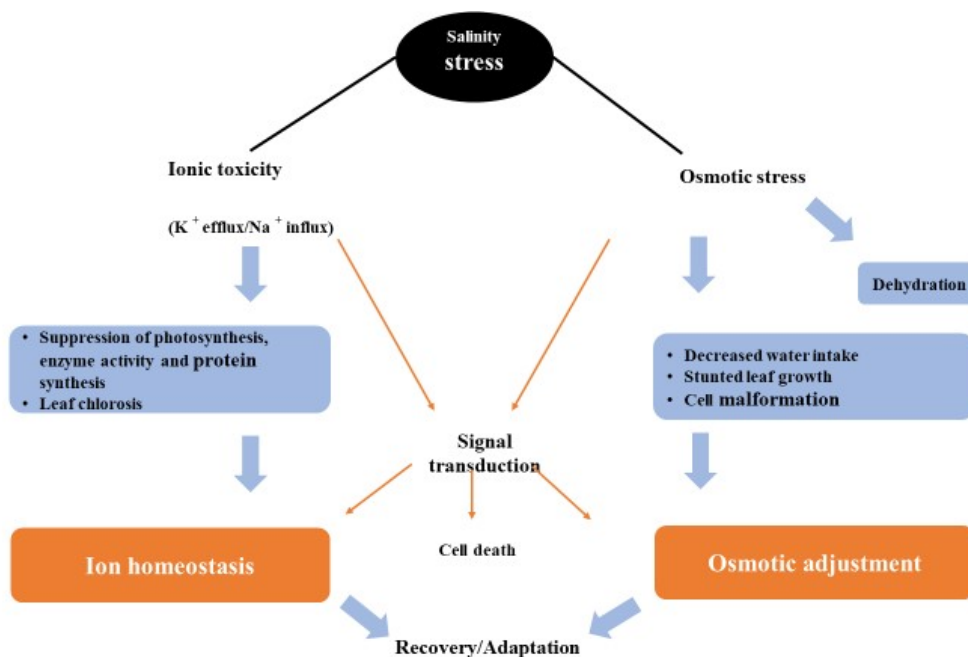 Salinity
stress
Ionic toxicity
Osmotic stress
(K⁺ efflux/Na⁺ influx)
Dehydration
• Suppression of photosynthesis,
enzyme activity and protein
synthesis
• Leaf chlorosis
• Decreased water intake
• Stunted leaf growth
• Cell malformation
Signal
transduction
Ion homeostasis
Cell death
Osmotic adjustment
Recovery/Adaptation